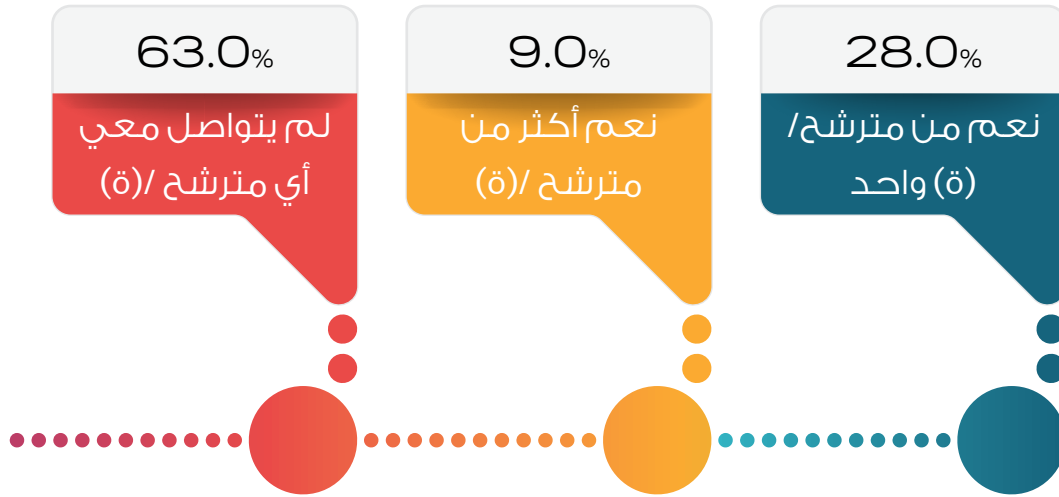 28.0%
نعم من مترشح/
(ة) واحد
9.0%
نعم أكثر من
مترشح /(ة)
63.0%
لم يتواصل معي
أي مترشح /(ة)